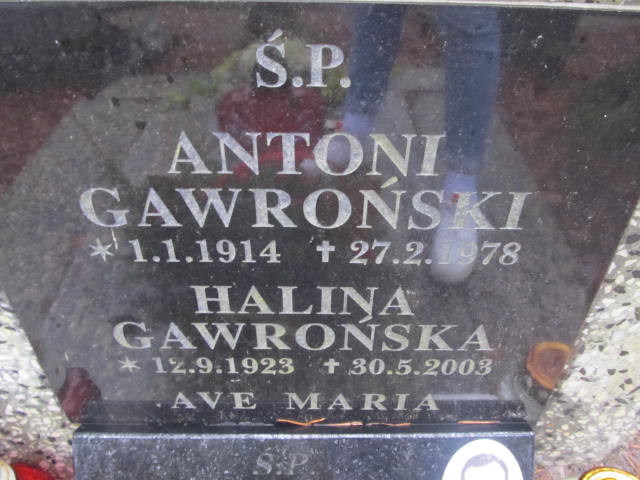 Ś.P.
ANTONI
GAWROŃSKI
* 1.1.1914 ✝ 27.2.1978
HALINA
GAWROŃSKA
* 12.9.1923 ✝ 30.5.2003
AVE MARIA
Ś.P.